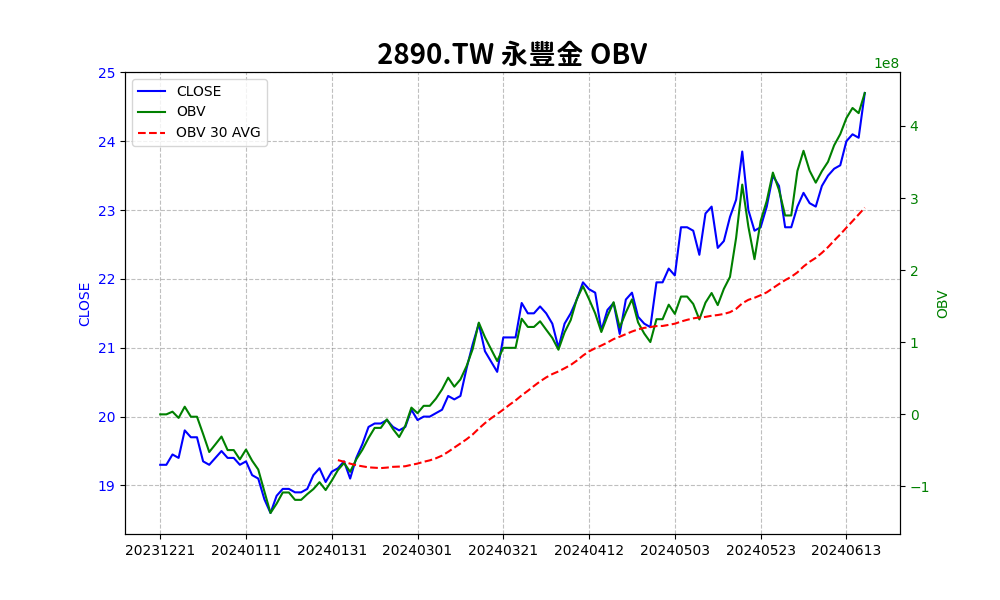 2890.TW 永豐金 OBV
1e8
CLOSE
OBV
OBV 30 AVG
25
24
23
22
21
20
19
CLOSE
4
3
2
1
0
−1
OBV
20231221 20240111 20240131 20240301 20240321 20240412 20240503 20240523 20240613